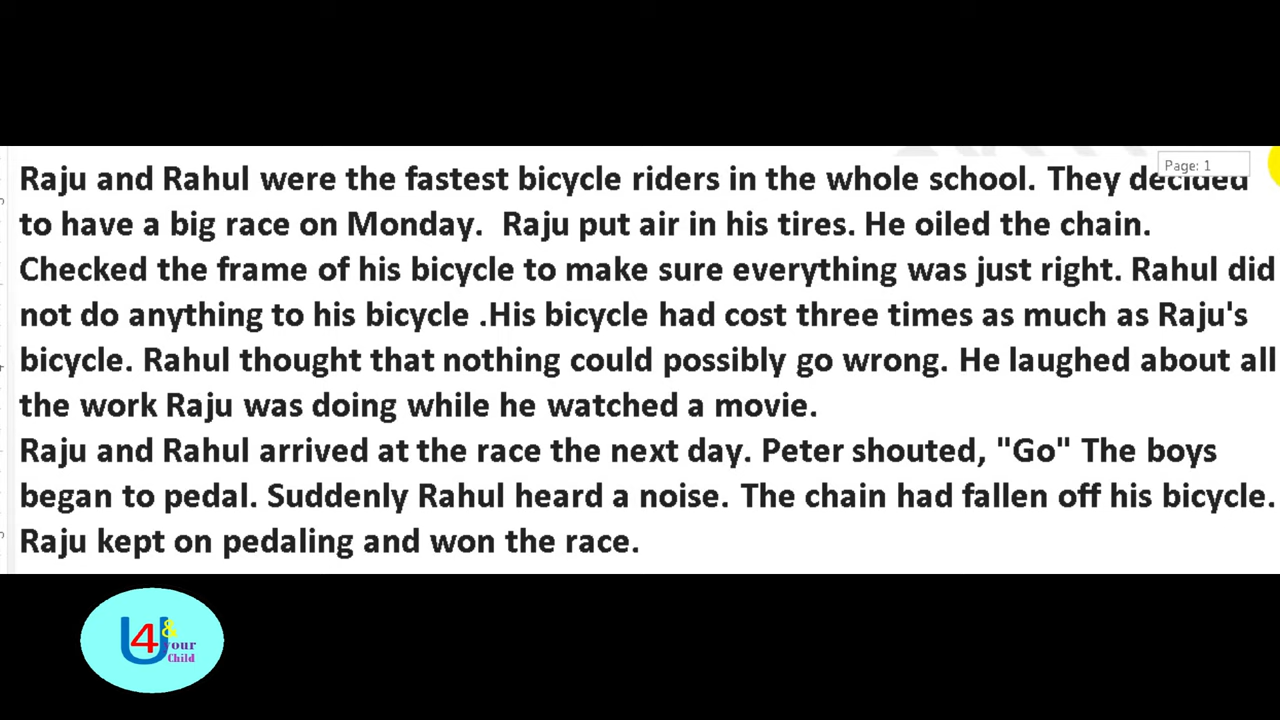 Page: 1
Raju and Rahul were the fastest bicycle riders in the whole school. They decided
to have a big race on Monday.  Raju put air in his tires. He oiled the chain.
Checked the frame of his bicycle to make sure everything was just right. Rahul did
not do anything to his bicycle .His bicycle had cost three times as much as Raju's
bicycle. Rahul thought that nothing could possibly go wrong. He laughed about all
the work Raju was doing while he watched a movie.
Raju and Rahul arrived at the race the next day. Peter shouted, "Go" The boys
began to pedal. Suddenly Rahul heard a noise. The chain had fallen off his bicycle.
Raju kept on pedaling and won the race.
U4&
your
Child